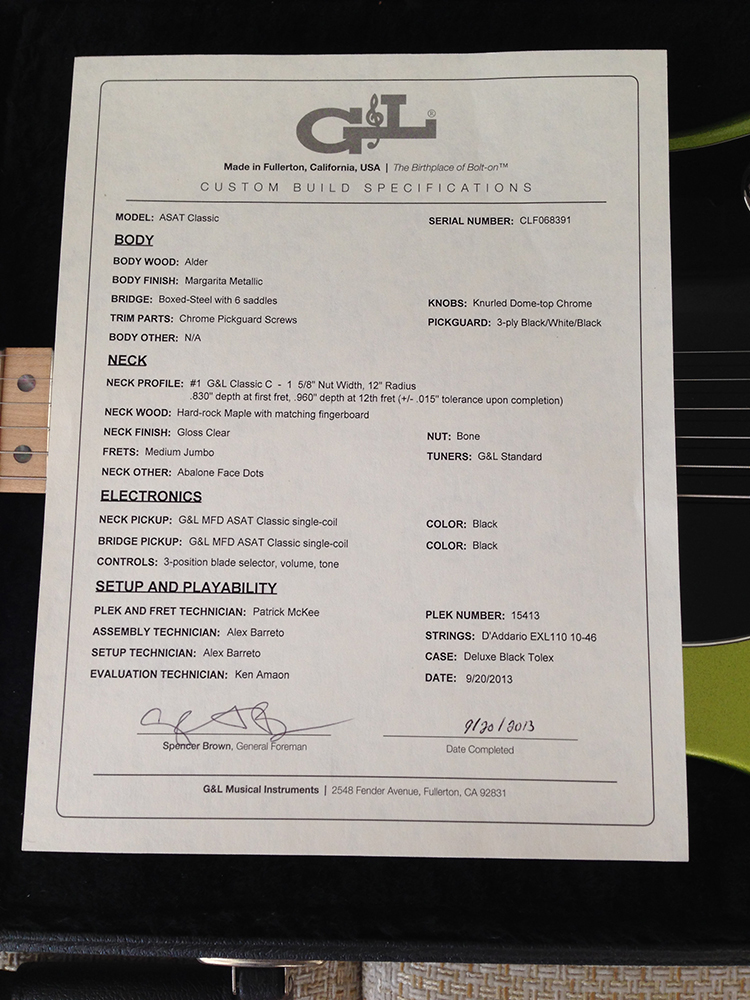 G&L®
Made in Fullerton, California, USA | The Birthplace of Bolt-on™
CUSTOM BUILD SPECIFICATIONS
MODEL: ASAT Classic
SERIAL NUMBER: CLF068391
BODY
BODY WOOD: Alder
BODY FINISH: Margarita Metallic
BRIDGE: Boxed-Steel with 6 saddles
KNOBS: Knurled Dome-top Chrome
TRIM PARTS: Chrome Pickguard Screws
PICKGUARD: 3-ply Black/White/Black
BODY OTHER: N/A
NECK
NECK PROFILE: #1 G&L Classic C - 1 5/8" Nut Width, 12" Radius
.830" depth at first fret, .960" depth at 12th fret (+/- .015" tolerance upon completion)
NECK WOOD: Hard-rock Maple with matching fingerboard
NECK FINISH: Gloss Clear
NUT: Bone
FRETS: Medium Jumbo
TUNERS: G&L Standard
NECK OTHER: Abalone Face Dots
ELECTRONICS
NECK PICKUP: G&L MFD ASAT Classic single-coil
COLOR: Black
BRIDGE PICKUP: G&L MFD ASAT Classic single-coil
COLOR: Black
CONTROLS: 3-position blade selector, volume, tone
SETUP AND PLAYABILITY
PLEK AND FRET TECHNICIAN: Patrick McKee
PLEK NUMBER: 15413
ASSEMBLY TECHNICIAN: Alex Barreto
STRINGS: D'Addario EXL110 10-46
SETUP TECHNICIAN: Alex Barreto
CASE: Deluxe Black Tolex
EVALUATION TECHNICIAN: Ken Amaon
DATE: 9/20/2013
9/20/2013
Spencer Brown, General Foreman
Date Completed
G&L Musical Instruments | 2548 Fender Avenue, Fullerton, CA 92831